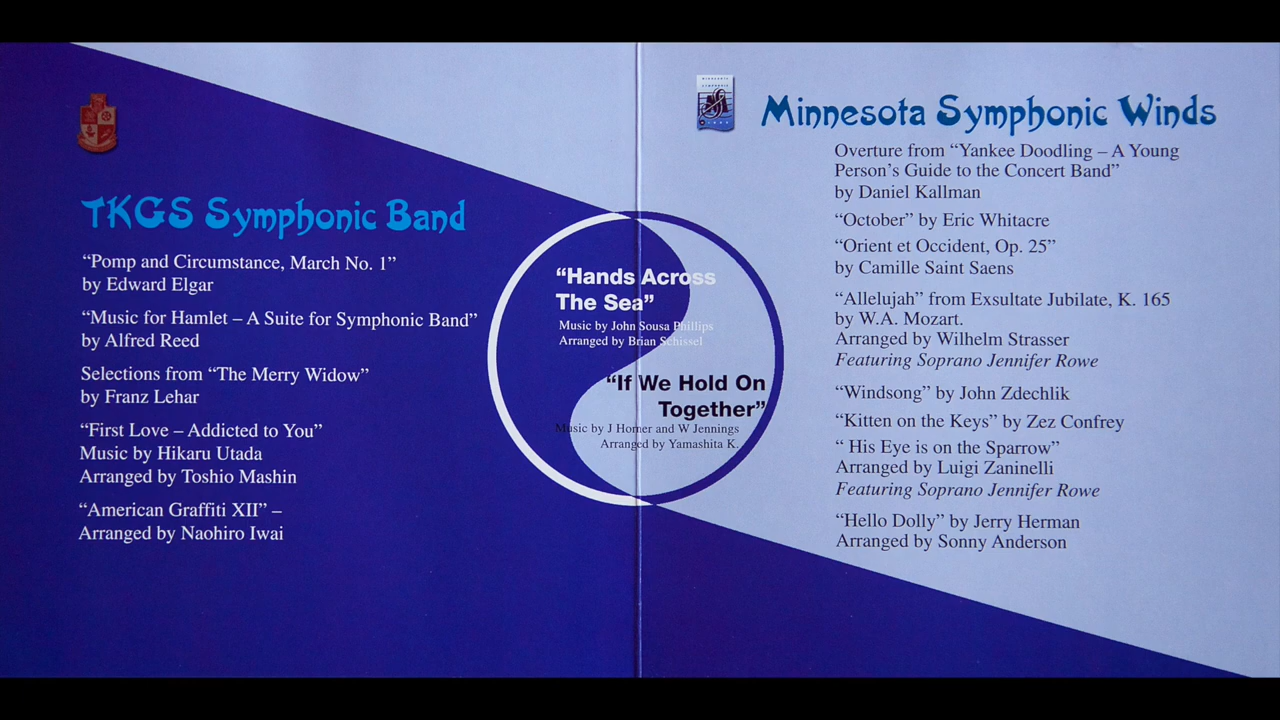 TKGS Symphonic Band
“Pomp and Circumstance, March No. 1”
by Edward Elgar
“Music for Hamlet – A Suite for Symphonic Band”
by Alfred Reed
Selections from “The Merry Widow”
by Franz Lehar
“First Love – Addicted to You”
Music by Hikaru Utada
Arranged by Toshio Mashin
“American Graffiti XII” –
Arranged by Naohiro Iwai
“Hands Across
The Sea”
Music by John Sousa Phillips
Arranged by Brian Schissel
“If We Hold On
Together”
Music by J Horner and W Jennings
Arranged by Yamashita K.
Minnesota Symphonic Winds
Overture from “Yankee Doodling – A Young
Person’s Guide to the Concert Band”
by Daniel Kallman
“October” by Eric Whitacre
“Orient et Occident, Op. 25”
by Camille Saint Saens
“Allelujah” from Exsultate Jubilate, K. 165
by W.A. Mozart.
Arranged by Wilhelm Strasser
Featuring Soprano Jennifer Rowe
“Windsong” by John Zdechlik
“Kitten on the Keys” by Zez Confrey
“ His Eye is on the Sparrow”
Arranged by Luigi Zaninelli
Featuring Soprano Jennifer Rowe
“Hello Dolly” by Jerry Herman
Arranged by Sonny Anderson